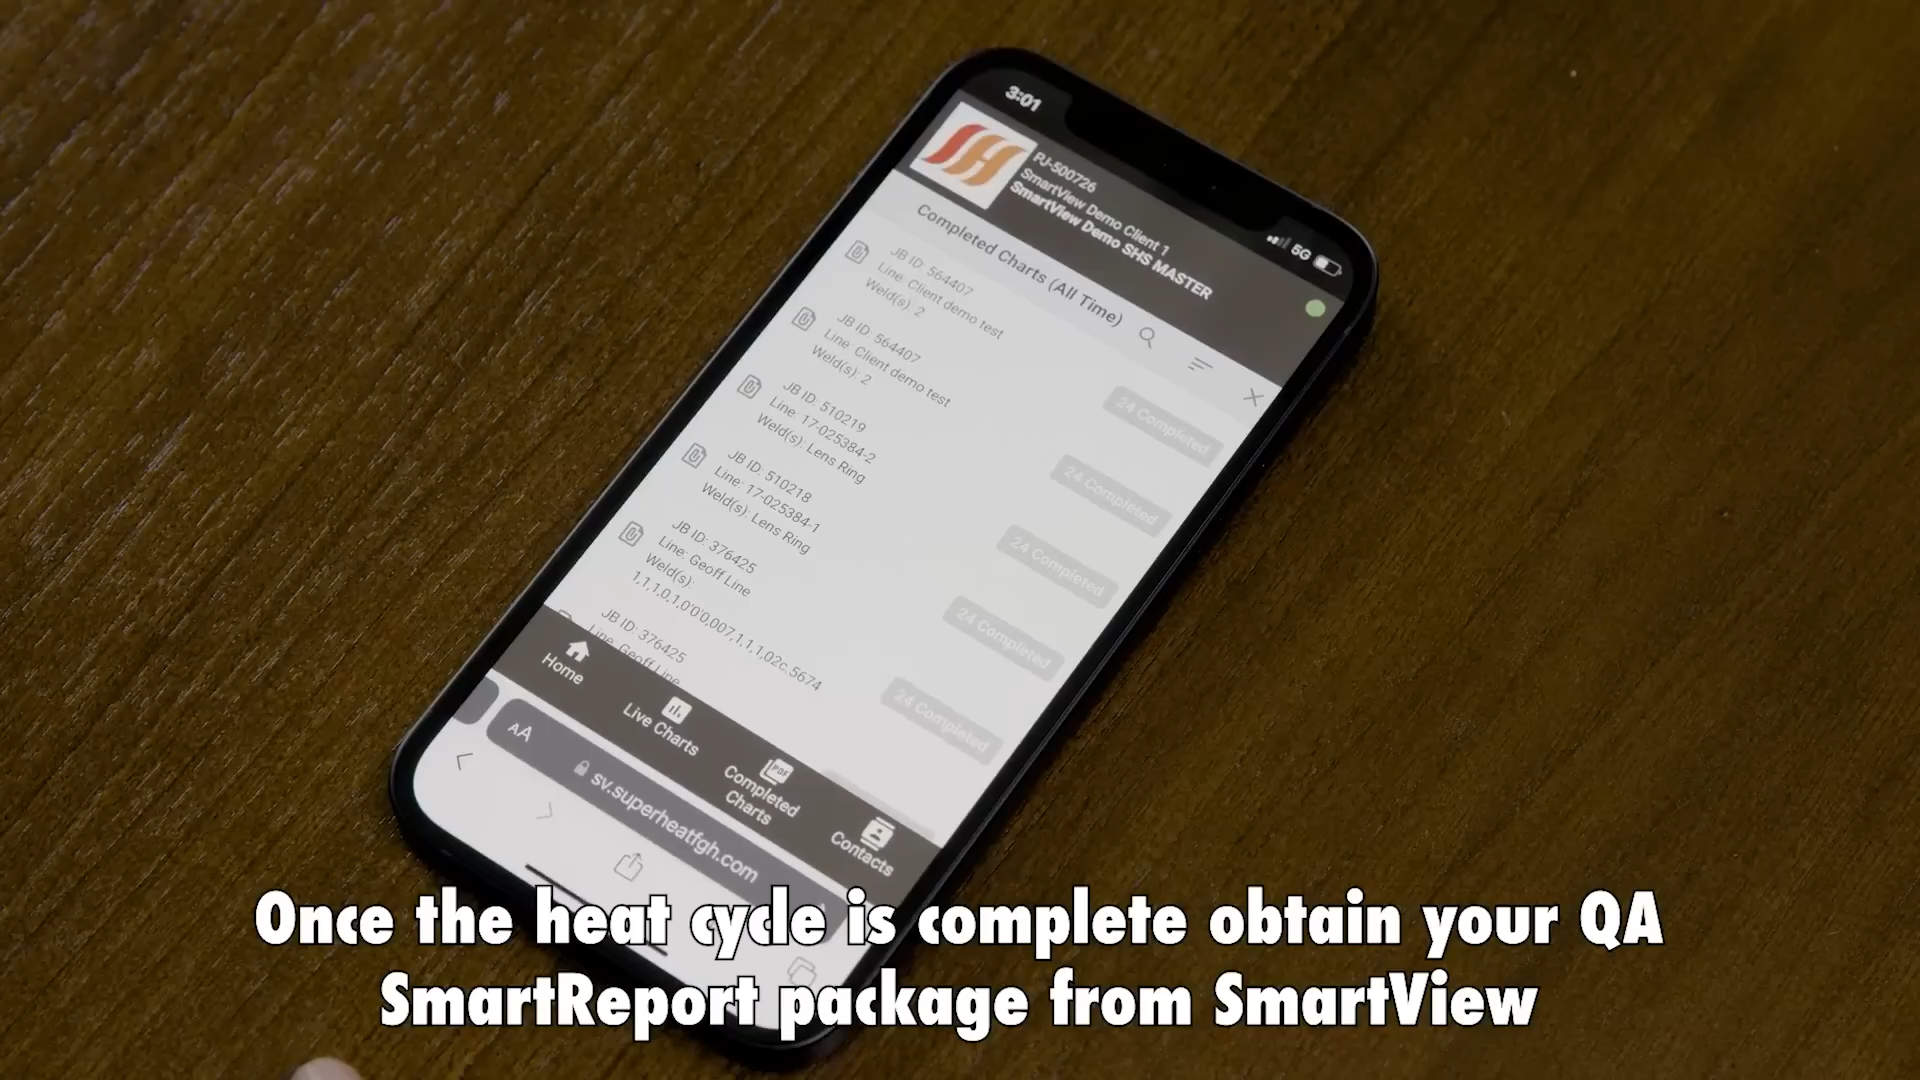 3:01
5G
PJ-500726
SmartView Demo Client 1
SmartView Demo SHS MASTER
Completed Charts (All Time)
JB ID: 564407
Line: Client demo test
Weld(s): 2
24 Completed
JB ID: 564407
Line: Client demo test
Weld(s): 2
24 Completed
JB ID: 510219
Line: 17-025384-2
Weld(s): Lens Ring
24 Completed
JB ID: 510218
Line: 17-025384-1
Weld(s): Lens Ring
24 Completed
JB ID: 376425
Line: Geoff Line
Weld(s):
1,1,1,0,1,0'0'0,007,1,1,1,02c,5674
24 Completed
JB ID: 376425
Line: Geoff Line
Home
Live Charts
PDF
Completed
Charts
Contacts
AA
sv.superheatfgh.com
Once the heat cycle is complete obtain your QA
SmartReport package from SmartView